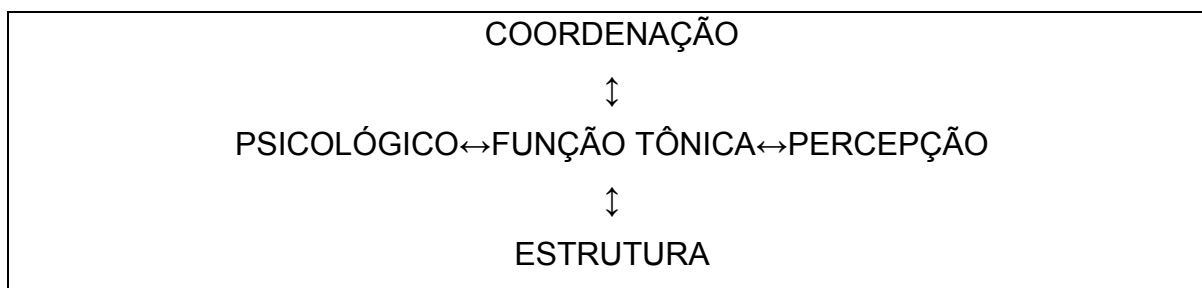 COORDENAÇÃO
↕
PSICOLÓGICO↔FUNÇÃO TÔNICA↔PERCEPÇÃO
↕
ESTRUTURA